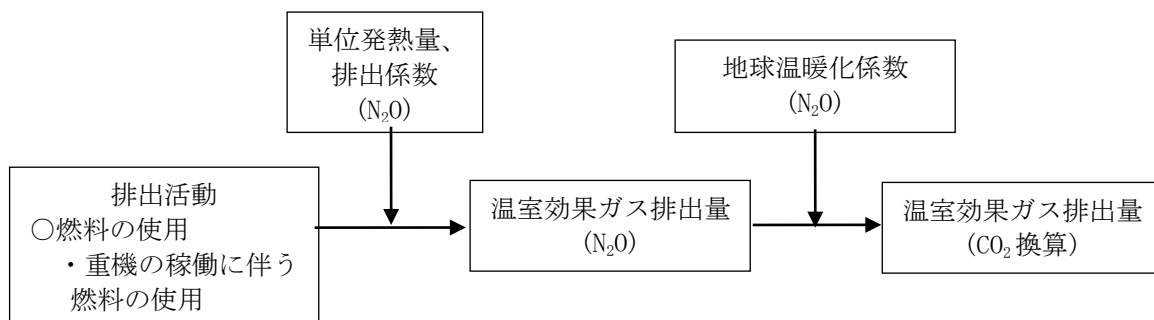 単位発熱量、
排出係数
(N₂O)
地球温暖化係数
(N₂O)
排出活動
○燃料の使用
・重機の稼働に伴う
燃料の使用
温室効果ガス排出量
(N₂O)
温室効果ガス排出量
(CO₂換算)